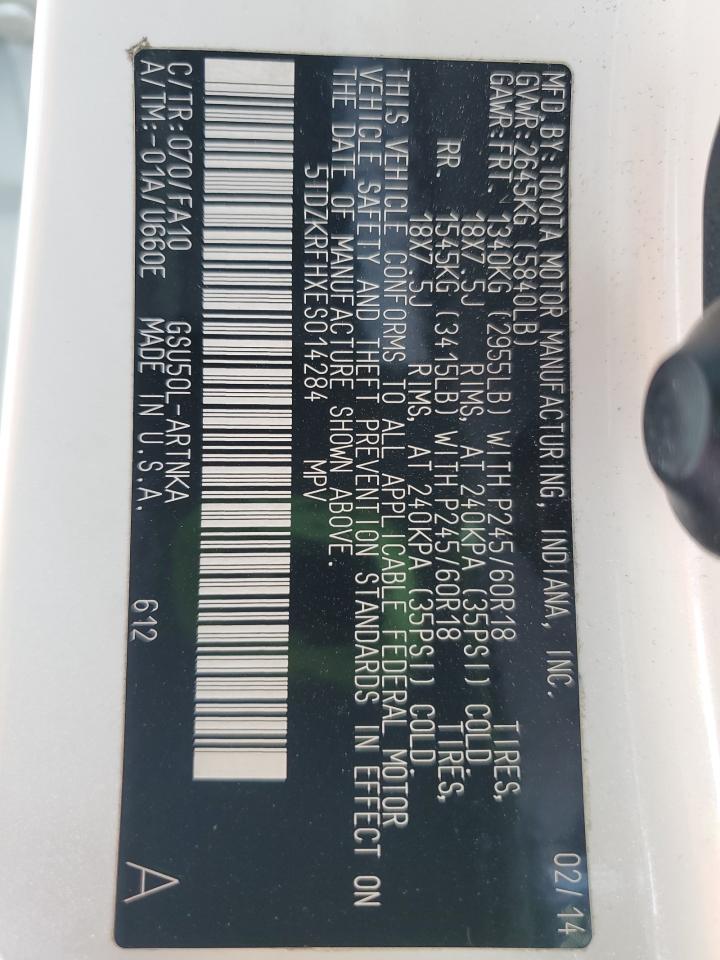 MFD.BY:TOYOTA MOTOR MANUFACTURING, INDIANA, INC. 02/14
GVWR:2645KG (5840LB)
GAWR:FRT. 1340KG (2955LB) WITH P245/60R18 TIRES,
18X7.5J RIMS, AT 240KPA (35PSI) COLD.
RR. 1545KG (3415LB) WITH P245/60R18 TIRES,
18X7.5J RIMS, AT 240KPA (35PSI) COLD
THIS VEHICLE CONFORMS TO ALL APPLICABLE FEDERAL MOTOR
VEHICLE SAFETY AND THEFT PREVENTION STANDARDS IN EFFECT ON
THE DATE OF MANUFACTURE SHOWN ABOVE.
5TDZKRFHXES014284 MPV
C/TR:070/FA10 GSU50L-ARTNKA
A/TM:-01A/U660E MADE IN U.S.A. 612 A